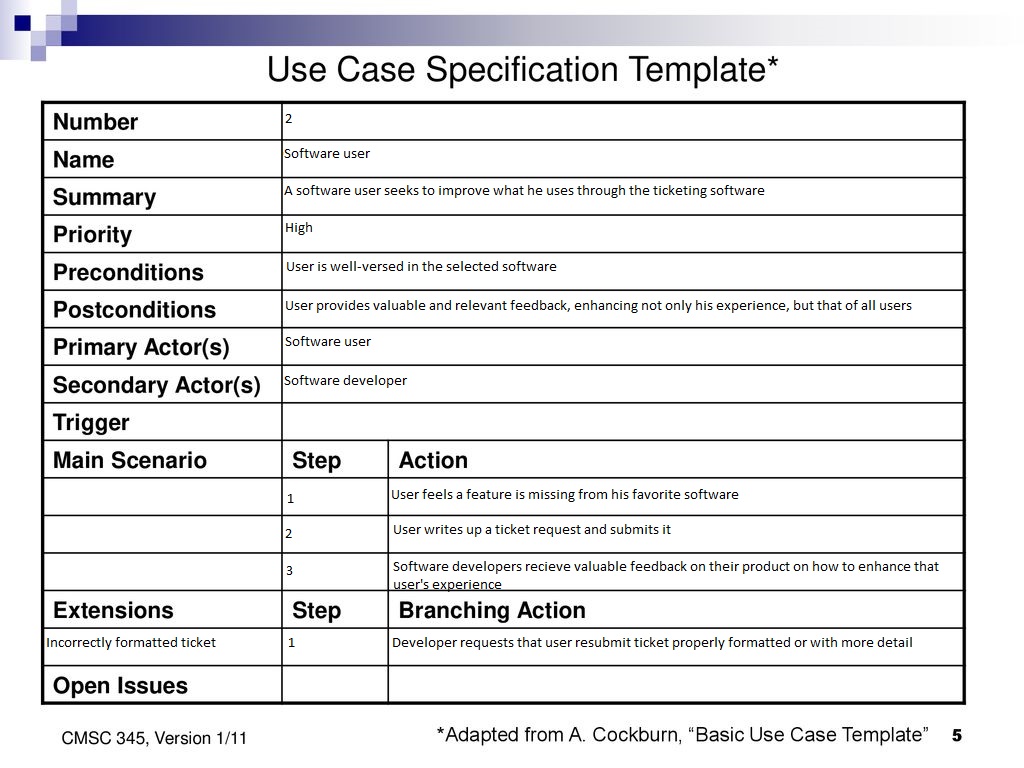 Use Case Specification Template*
Number 2
Name Software user
Summary A software user seeks to improve what he uses through the ticketing software
Priority High
Preconditions User is well-versed in the selected software
Postconditions User provides valuable and relevant feedback, enhancing not only his experience, but that of all users
Primary Actor(s) Software user
Secondary Actor(s) Software developer
Trigger
Main Scenario Step Action
1 User feels a feature is missing from his favorite software
2 User writes up a ticket request and submits it
3 Software developers recieve valuable feedback on their product on how to enhance that
user's experience
Extensions Step Branching Action
Incorrectly formatted ticket 1 Developer requests that user resubmit ticket properly formatted or with more detail
Open Issues
CMSC 345, Version 1/11 *Adapted from A. Cockburn, “Basic Use Case Template” 5